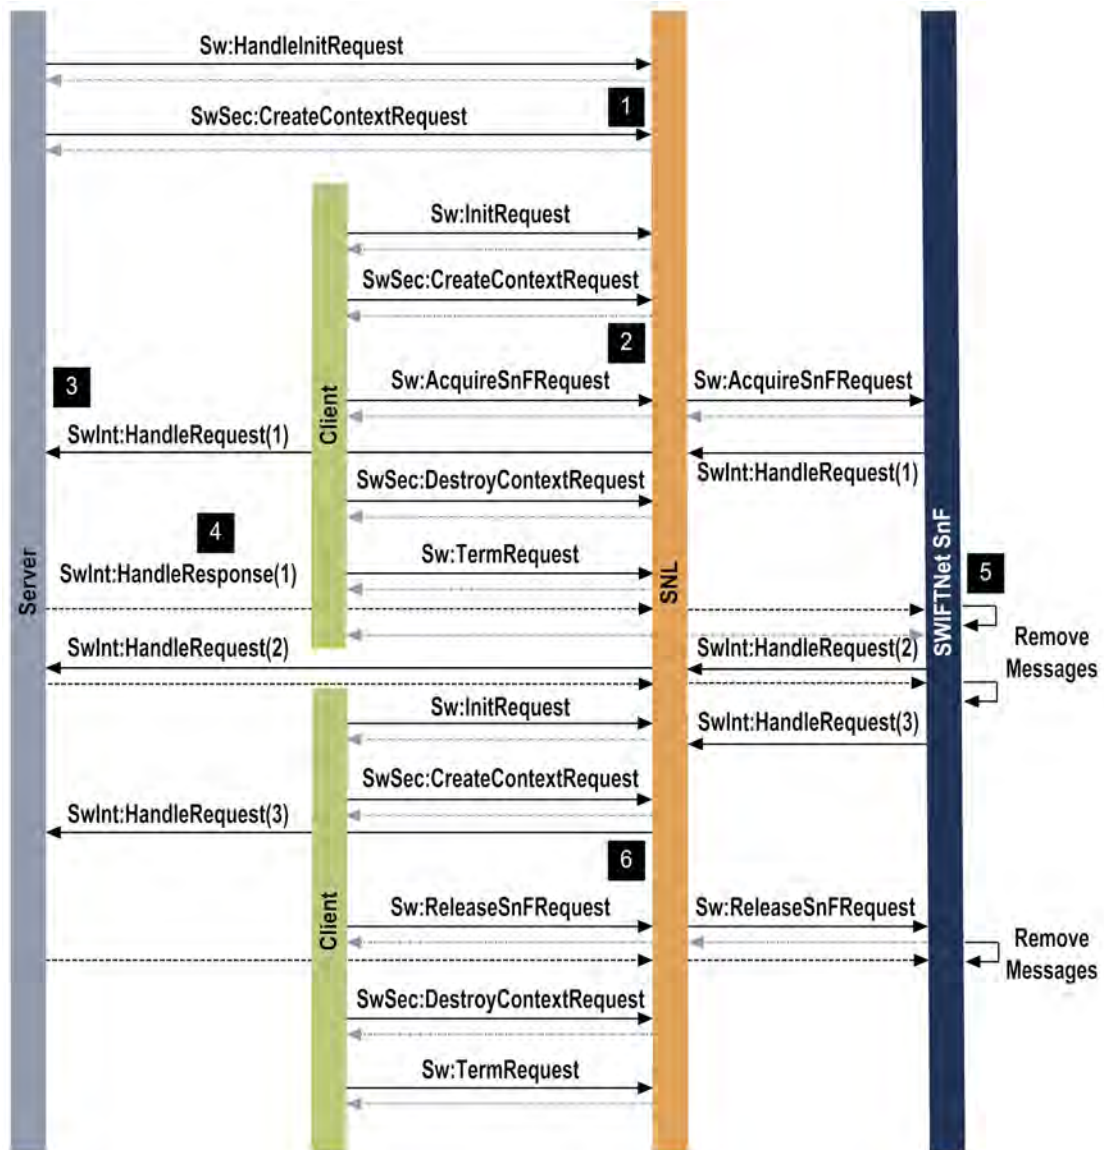 Sw:HandleInitRequest
1
SwSec:CreateContextRequest
Sw:InitRequest
SwSec:CreateContextRequest
2
3
Sw:AcquireSnFRequest
Sw:AcquireSnFRequest
Client
SwInt:HandleRequest(1)
SwInt:HandleRequest(1)
SwSec:DestroyContextRequest
4
Sw:TermRequest
SwInt:HandleResponse(1)
Server
SNL
SWIFTNet SnF
5
Remove
Messages
SwInt:HandleRequest(2)
SwInt:HandleRequest(2)
Sw:InitRequest
SwInt:HandleRequest(3)
SwSec:CreateContextRequest
SwInt:HandleRequest(3)
6
Client
Sw:ReleaseSnFRequest
Sw:ReleaseSnFRequest
Remove
Messages
SwSec:DestroyContextRequest
Sw:TermRequest